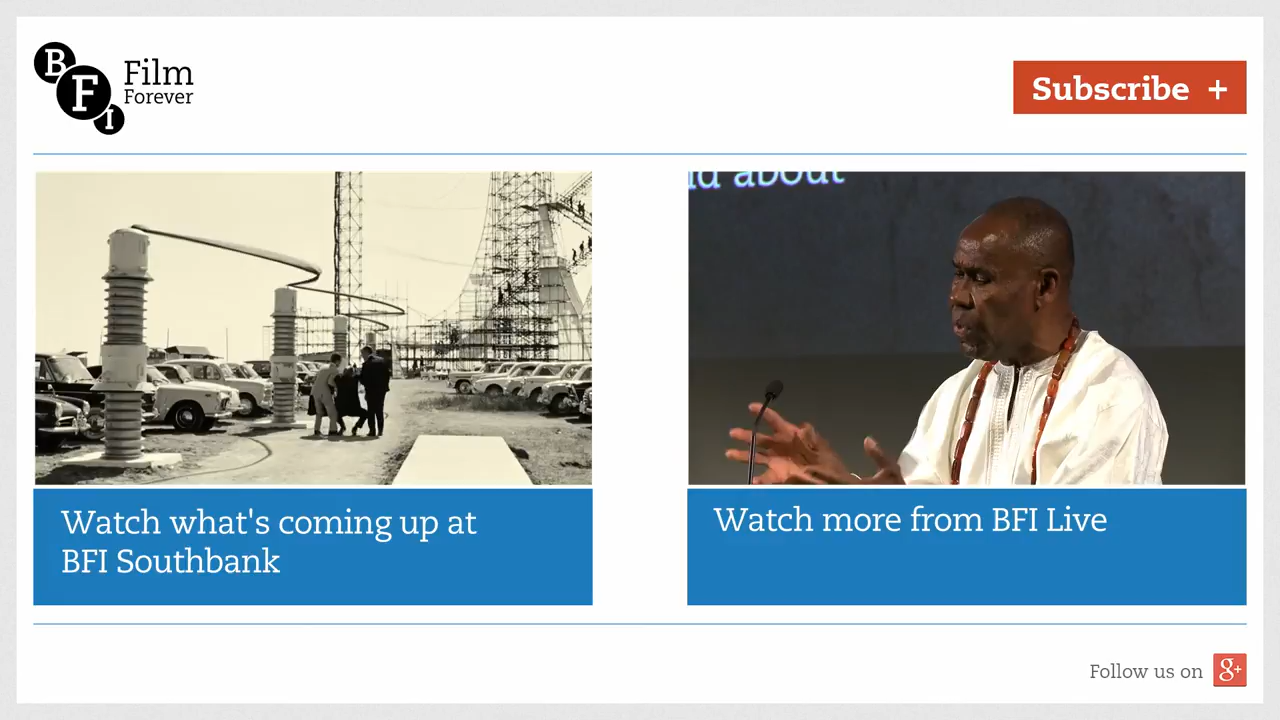 BFI
Film
Forever
Subscribe +
about
Watch what's coming up at
BFI Southbank
Watch more from BFI Live
Follow us on g+